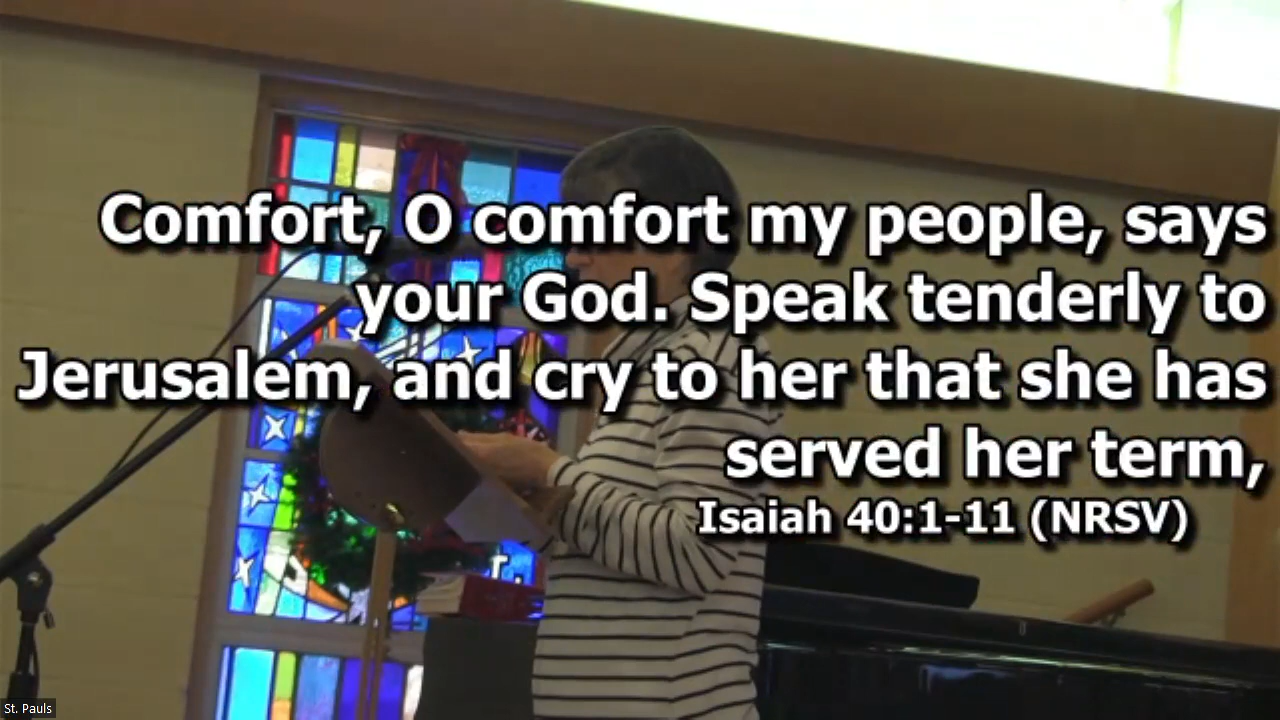 Comfort, O comfort my people, says
your God. Speak tenderly to
Jerusalem, and cry to her that she has
served her term,
Isaiah 40:1-11 (NRSV)
St. Pauls